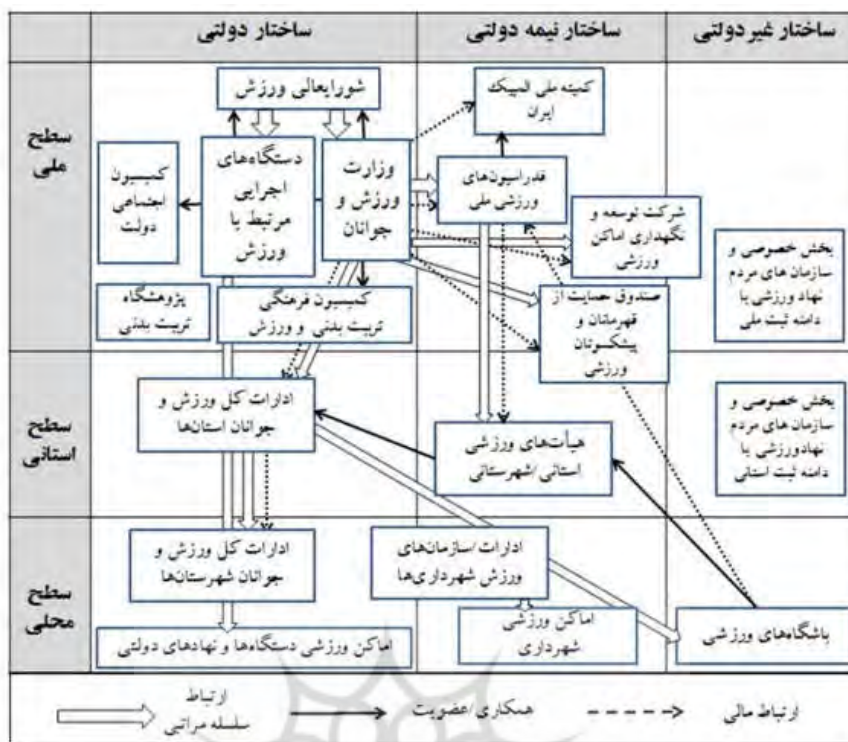 ساختار دولتی
ساختار نیمه دولتی
ساختار غیر دولتی
سطح
ملی
شورایعالی ورزش
کمیته ملی المپیک
ایران
کمیسیون
اجتماعی
دولت
دستگاه‌های
اجرایی
مرتبط با
ورزش
وزارت
ورزش و
جوانان
فدراسیون‌های
ورزشی ملی
شرکت توسعه و
نگهداری اماکن
ورزشی
بخش خصوصی و
سازمان های مردم
نهاد ورزشی با
دامنه ثبت ملی
پژوهشگاه
تربیت بدنی
کمیسیون فرهنگی
تربیت بدنی و ورزش
صندوق حمایت از
قهرمانان و
پیشکسوتان
ورزشی
سطح
استانی
ادارات کل ورزش و
جوانان استان‌ها
هیأت‌های ورزشی
استانی/شهرستانی
بخش خصوصی و
سازمان های مردم
نهادورزشی با
دامنه ثبت استانی
سطح
محلی
ادارات کل ورزش و
جوانان شهرستان‌ها
ادارات/سازمان‌های
ورزش شهرداری‌ها
اماکن ورزشی دستگاه‌ها و نهادهای دولتی
اماکن ورزشی
شهرداری
باشگاه‌های ورزشی
ارتباط
سلسله مراتبی
همکاری/عضویت
ارتباط مالی